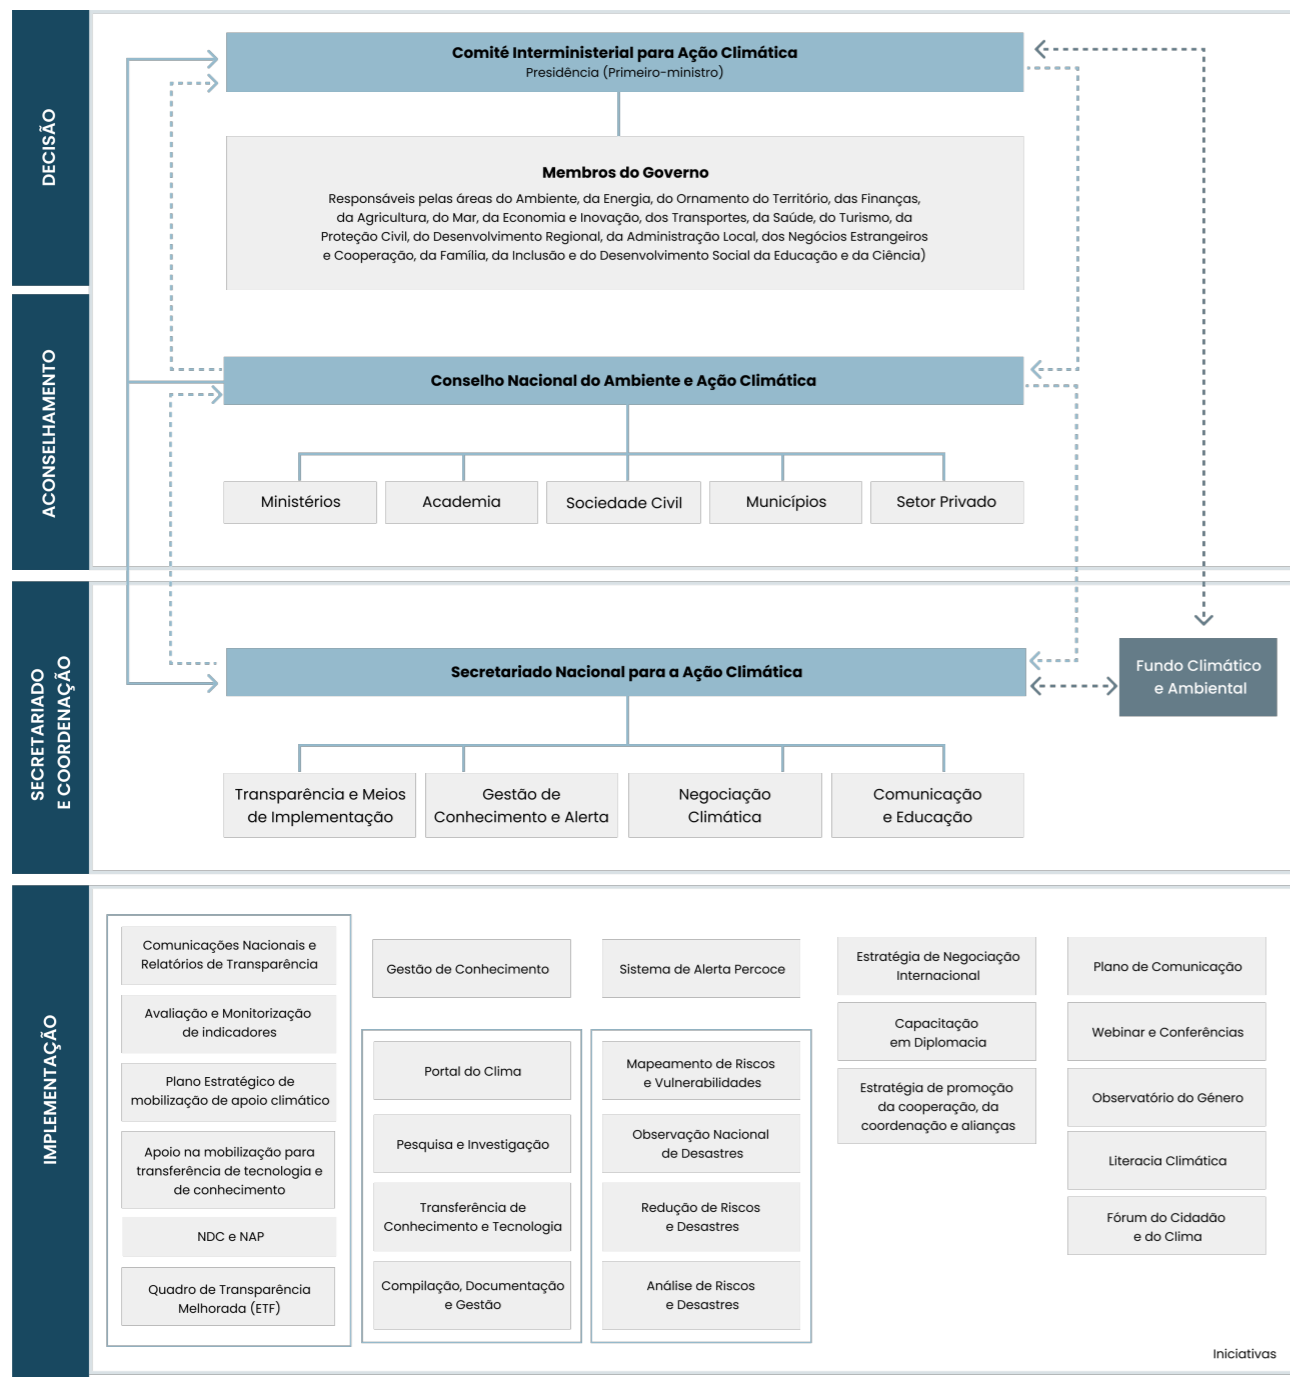 DECISÃO
Comité Interministerial para Ação Climática
Presidência (Primeiro-ministro)
Membros do Governo
Responsáveis pelas áreas do Ambiente, da Energia, do Ornamento do Território, das Finanças,
da Agricultura, do Mar, da Economia e Inovação, dos Transportes, da Saúde, do Turismo, da
Proteção Civil, do Desenvolvimento Regional, da Administração Local, dos Negócios Estrangeiros
e Cooperação, da Família, da Inclusão e do Desenvolvimento Social da Educação e da Ciência)
ACONSELHAMENTO
Conselho Nacional do Ambiente e Ação Climática
Ministérios
Academia
Sociedade Civil
Municípios
Setor Privado
SECRETARIADO
E COORDENAÇÃO
Secretariado Nacional para a Ação Climática
Fundo Climático
e Ambiental
Transparência e Meios
de Implementação
Gestão de
Conhecimento e Alerta
Negociação
Climática
Comunicação
e Educação
IMPLEMENTAÇÃO
Comunicações Nacionais e
Relatórios de Transparência
Avaliação e Monitorização
de indicadores
Plano Estratégico de
mobilização de apoio climático
Apoio na mobilização para
transferência de tecnologia e
de conhecimento
NDC e NAP
Quadro de Transparência
Melhorada (ETF)
Gestão de Conhecimento
Portal do Clima
Pesquisa e Investigação
Transferência de
Conhecimento e Tecnologia
Compilação, Documentação
e Gestão
Sistema de Alerta Percoce
Mapeamento de Riscos
e Vulnerabilidades
Observação Nacional
de Desastres
Redução de Riscos
e Desastres
Análise de Riscos
e Desastres
Estratégia de Negociação
Internacional
Capacitação
em Diplomacia
Estratégia de promoção
da cooperação, da
coordenação e alianças
Plano de Comunicação
Webinar e Conferências
Observatório do Género
Literacia Climática
Fórum do Cidadão
e do Clima
Iniciativas